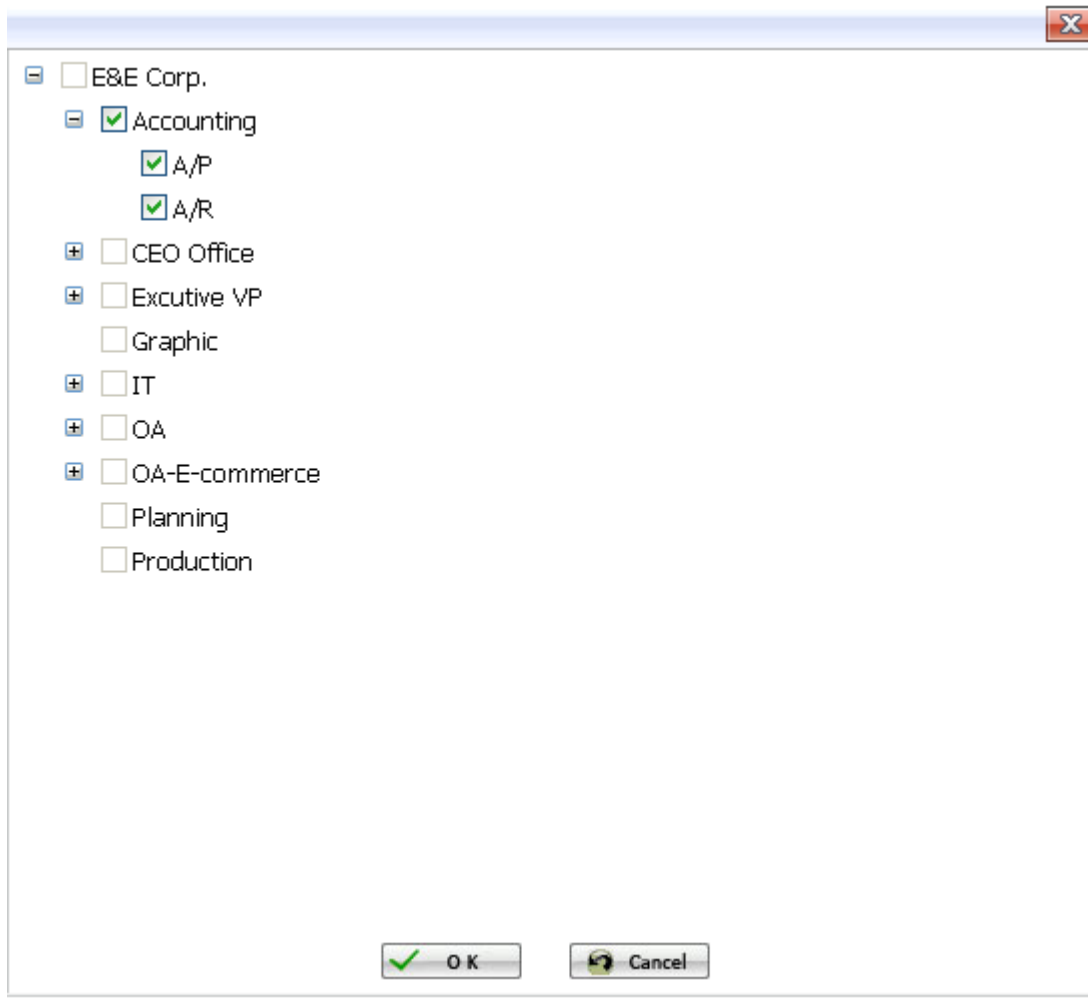 E&E Corp.
Accounting
A/P
A/R
CEO Office
Excutive VP
Graphic
IT
OA
OA-E-commerce
Planning
Production
O K
Cancel